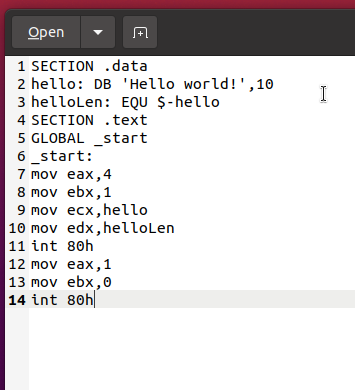 Open
1 SECTION .data
2 hello: DB 'Hello world!',10
3 helloLen: EQU $-hello
4 SECTION .text
5 GLOBAL _start
6 _start:
7 mov eax,4
8 mov ebx,1
9 mov ecx,hello
10 mov edx,helloLen
11 int 80h
12 mov eax,1
13 mov ebx,0
14 int 80h